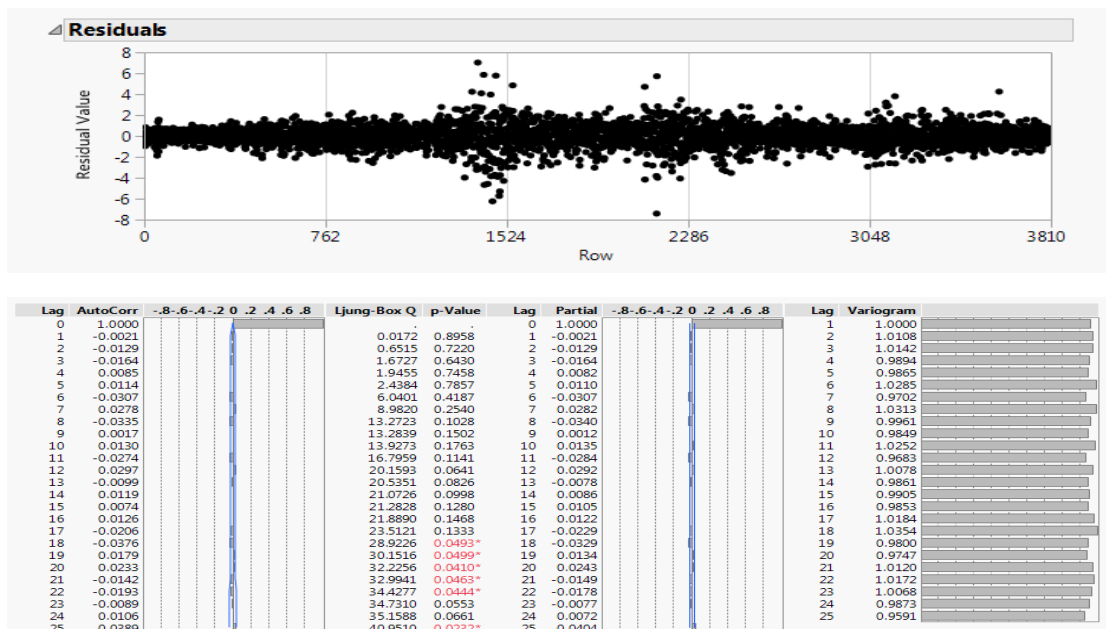 Residuals
8
6
4
2
0
-2
-4
-6
-8
Residual Value
0 762 1524 2286 3048 3810
Row
Lag AutoCorr -.8-.6-.4-.2 0 .2 .4 .6 .8 Ljung-Box Q p-Value Lag Partial -.8-.6-.4-.2 0 .2 .4 .6 .8 Lag Variogram
0 1.0000 . . 0 1.0000 1 1.0000
1 -0.0021 0.0172 0.8958 1 -0.0021 2 1.0108
2 -0.0129 0.6515 0.7220 2 -0.0129 3 1.0142
3 -0.0164 1.6727 0.6430 3 -0.0164 4 0.9894
4 0.0085 1.9455 0.7458 4 0.0082 5 0.9865
5 0.0114 2.4384 0.7857 5 0.0110 6 1.0285
6 -0.0307 6.0401 0.4187 6 -0.0307 7 0.9702
7 0.0278 8.9820 0.2540 7 0.0282 8 1.0313
8 -0.0335 13.2723 0.1028 8 -0.0340 9 0.9961
9 0.0017 13.2839 0.1502 9 0.0012 10 0.9849
10 0.0130 13.9273 0.1763 10 0.0135 11 1.0252
11 -0.0274 16.7959 0.1141 11 -0.0284 12 0.9683
12 0.0297 20.1593 0.0641 12 0.0292 13 1.0078
13 -0.0099 20.5351 0.0826 13 -0.0078 14 0.9861
14 0.0119 21.0726 0.0998 14 0.0086 15 0.9905
15 0.0074 21.2828 0.1280 15 0.0105 16 0.9853
16 0.0126 21.8890 0.1468 16 0.0122 17 1.0184
17 -0.0206 23.5121 0.1333 17 -0.0229 18 1.0354
18 -0.0376 28.9226 0.0493* 18 -0.0329 19 0.9800
19 0.0179 30.1516 0.0499* 19 0.0134 20 0.9747
20 0.0233 32.2256 0.0410* 20 0.0243 21 1.0120
21 -0.0142 32.9941 0.0463* 21 -0.0149 22 1.0172
22 -0.0193 34.4277 0.0444* 22 -0.0178 23 1.0068
23 -0.0089 34.7310 0.0553 23 -0.0077 24 0.9873
24 0.0106 35.1588 0.0661 24 0.0072 25 0.9591
25 0.0389 40.9510 0.0232* 25 0.0404